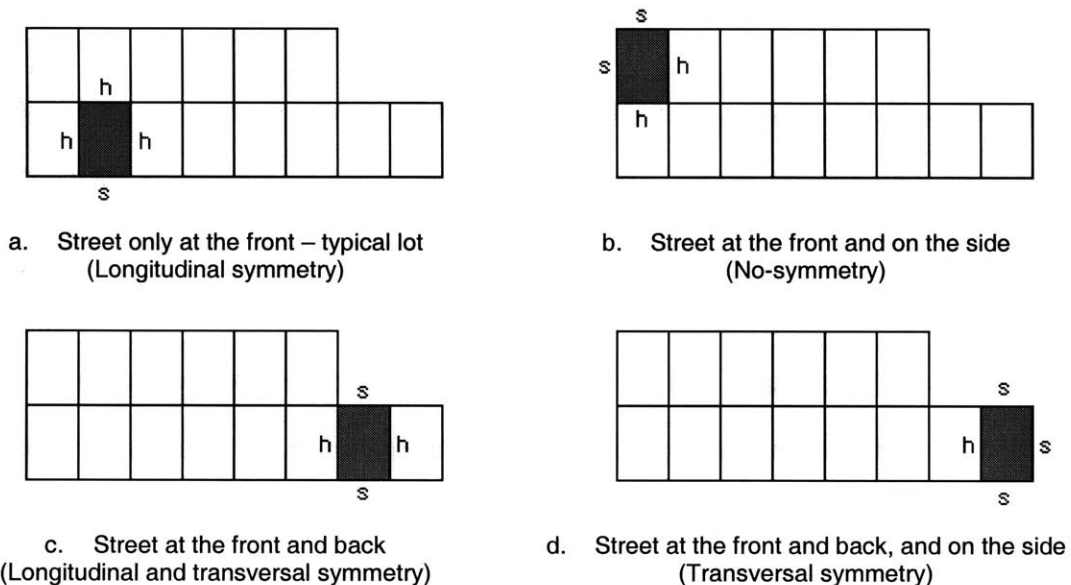 h
h h
s
a. Street only at the front – typical lot
(Longitudinal symmetry)
s
s h
h
b. Street at the front and on the side
(No-symmetry)
s
h h
s
c. Street at the front and back
(Longitudinal and transversal symmetry)
s
h s
s
d. Street at the front and back, and on the side
(Transversal symmetry)